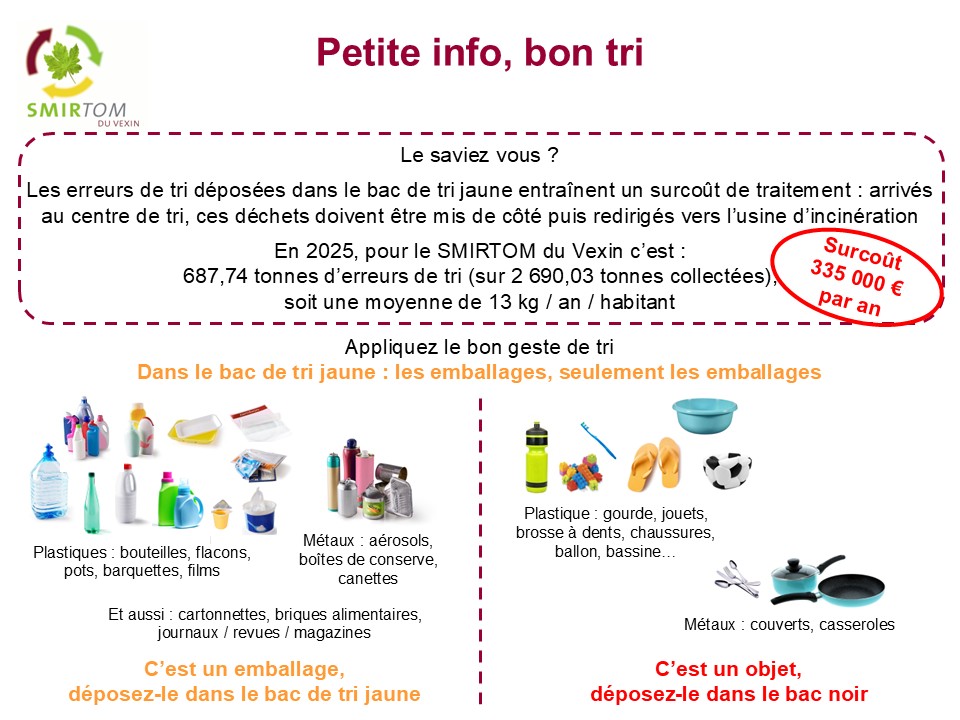 Petite info, bon tri
SMIRTOM
DU VEXIN
Le saviez vous ?
Les erreurs de tri déposées dans le bac de tri jaune entraînent un surcoût de traitement : arrivés
au centre de tri, ces déchets doivent être mis de côté puis redirigés vers l’usine d’incinération
En 2025, pour le SMIRTOM du Vexin c’est :
687,74 tonnes d’erreurs de tri (sur 2 690,03 tonnes collectées),
soit une moyenne de 13 kg / an / habitant
Surcoût
335 000 €
par an
Appliquez le bon geste de tri
Dans le bac de tri jaune : les emballages, seulement les emballages
Plastiques : bouteilles, flacons,
pots, barquettes, films
Métaux : aérosols,
boîtes de conserve,
canettes
Et aussi : cartonnettes, briques alimentaires,
journaux / revues / magazines
C’est un emballage,
déposez-le dans le bac de tri jaune
Plastique : gourde, jouets,
brosse à dents, chaussures,
ballon, bassine…
Métaux : couverts, casseroles
C’est un objet,
déposez-le dans le bac noir